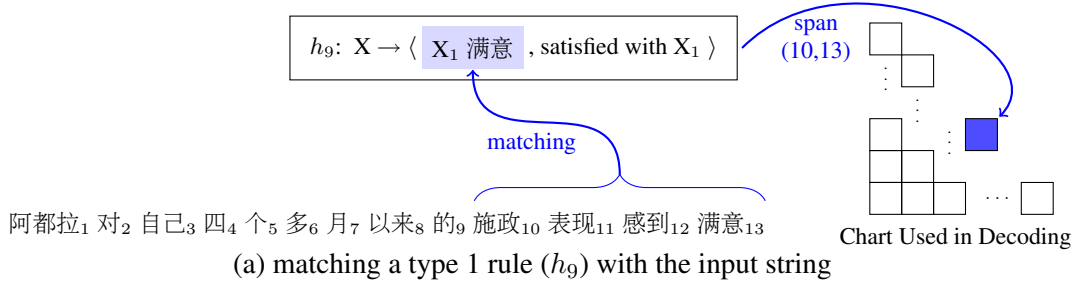 h₉: X → ⟨ X₁ 满意 , satisfied with X₁ ⟩
span
(10,13)
matching
阿都拉₁ 对₂ 自己₃ 四₄ 个₅ 多₆ 月₇ 以来₈ 的₉ 施政₁₀ 表现₁₁ 感到₁₂ 满意₁₃
Chart Used in Decoding
(a) matching a type 1 rule (h₉) with the input string